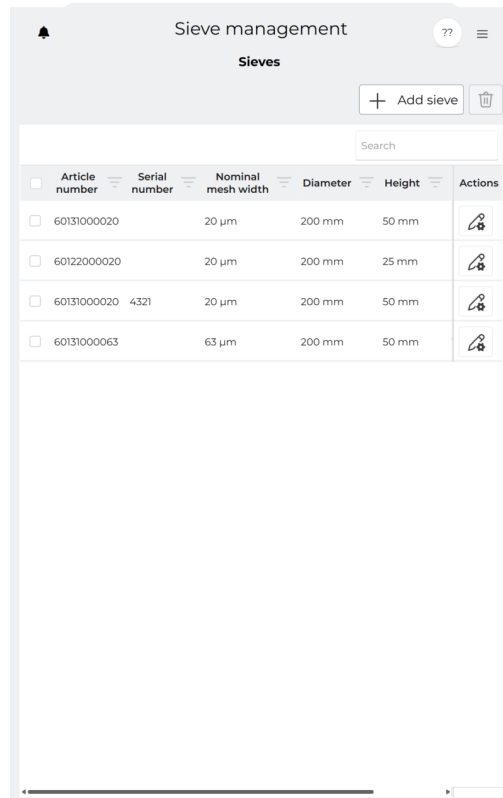 Sieve management
??
Sieves
Add sieve
Search
Article number Serial number Nominal mesh width Diameter Height Actions
60131000020 20 µm 200 mm 50 mm
60122000020 20 µm 200 mm 25 mm
60131000020 4321 20 µm 200 mm 50 mm
60131000063 63 µm 200 mm 50 mm